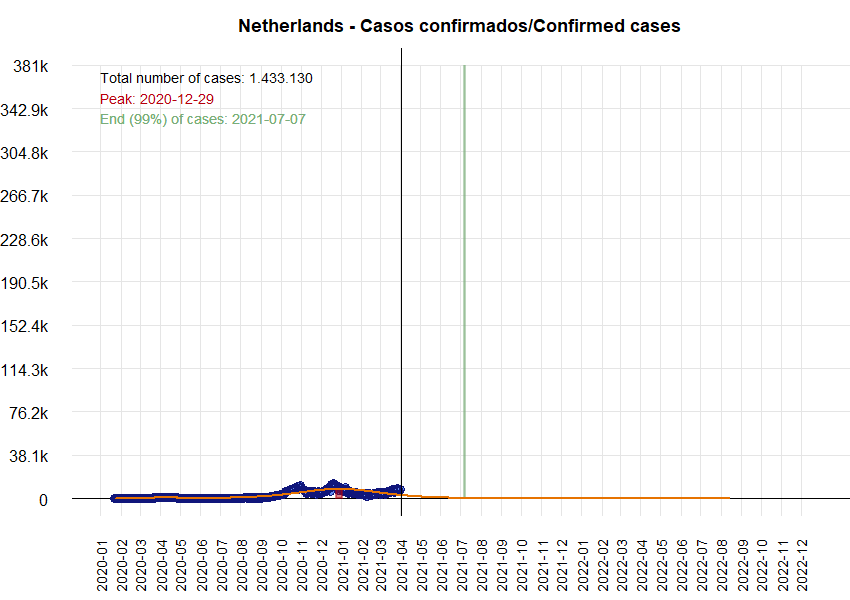 Netherlands - Casos confirmados/Confirmed cases
381k
342.9k
304.8k
266.7k
228.6k
190.5k
152.4k
114.3k
76.2k
38.1k
0
Total number of cases: 1.433.130
Peak: 2020-12-29
End (99%) of cases: 2021-07-07
2020-01
2020-02
2020-03
2020-04
2020-05
2020-06
2020-07
2020-08
2020-09
2020-10
2020-11
2020-12
2021-01
2021-02
2021-03
2021-04
2021-05
2021-06
2021-07
2021-08
2021-09
2021-10
2021-11
2021-12
2022-01
2022-02
2022-03
2022-04
2022-05
2022-06
2022-07
2022-08
2022-09
2022-10
2022-11
2022-12